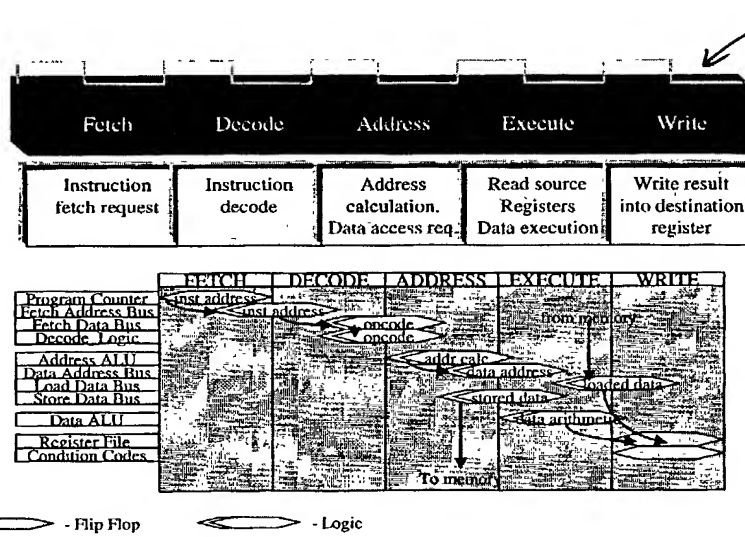 Fetch Decode Address Execute Write
Instruction fetch request
Instruction decode
Address calculation. Data access req.
Read source Registers Data execution
Write result into destination register
FETCH DECODE ADDRESS EXECUTE WRITE
Program Counter
inst address
Fetch Address Bus
inst address
Fetch Data Bus
opcode
Decode Logic
opcode
from memory
Address ALU
addr calc
Data Address Bus
data address
Load Data Bus
loaded data
Store Data Bus
stored data
Data ALU
data arithmetic
Register File
Condition Codes
To memory
- Flip Flop
- Logic